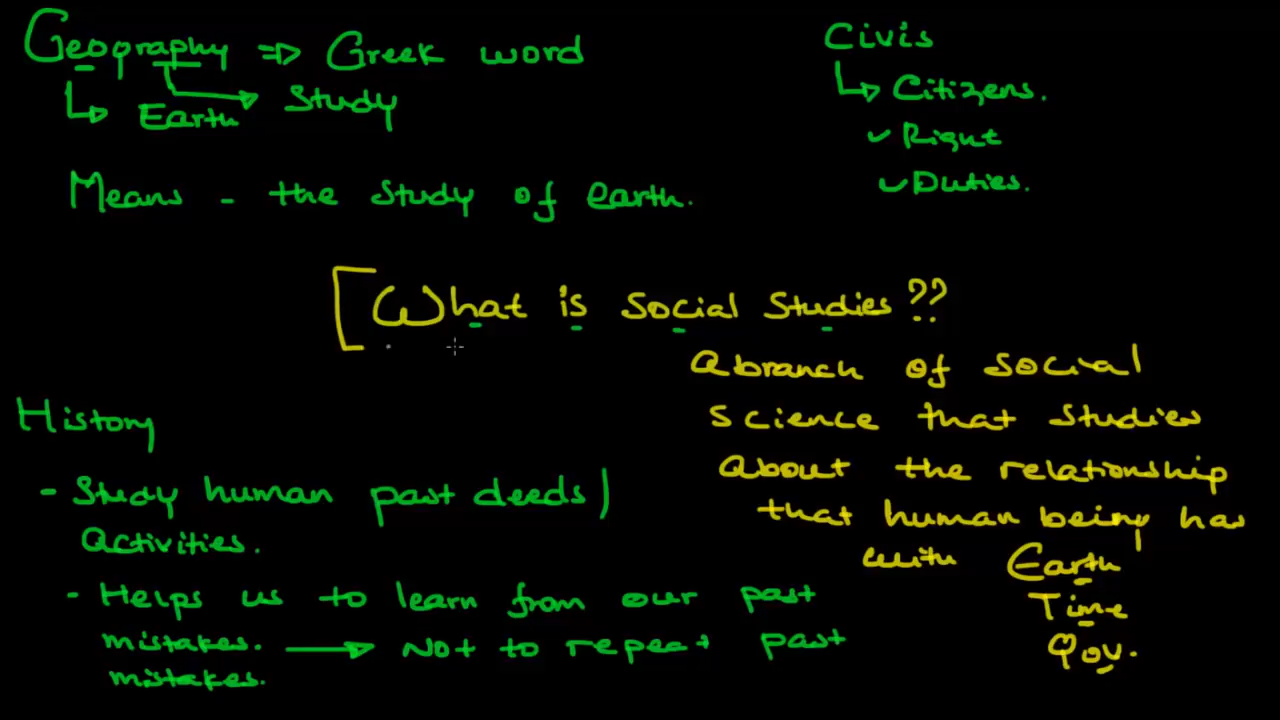 Geography ⇒ Greek word
Study
Earth
Means - the study of earth.
Civis
Citizens.
✓ Right
✓ Duties.
[What is Social Studies??
A branch of social
science that studies
about the relationship
that human being has
with Earth
Time
Gov.
History
- Study human past deeds/
activities.
- Helps us to learn from our past
mistakes. → Not to repeat past
mistakes.